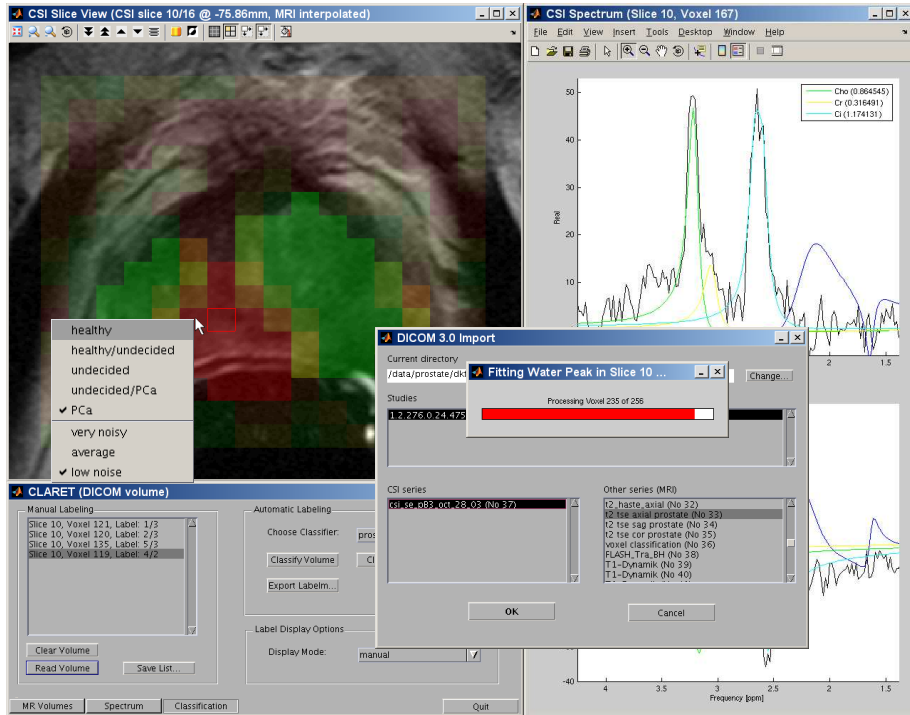 CSI Slice View (CSI slice 10/16 @ -75.86mm, MRI interpolated)
healthy
healthy/undecided
undecided
undecided/PCa
PCa
very noisy
average
low noise
CSI Spectrum (Slice 10, Voxel 167)
File Edit View Insert Tools Desktop Window Help
Cho (0.864545)
Cr (0.316491)
Ci (1.174131)
50
40
30
20
10
Real
2
1.5
DICOM 3.0 Import
Current directory
/data/prostate/dkf
Change...
Studies
1.2.276.0.24.475
Fitting Water Peak in Slice 10 ...
Processing Voxel 235 of 256
CSI series
csi_se_pB3_oct_28_03 (No 37)
Other series (MRI)
t2_haste_axial (No 32)
t2 tse axial prostate (No 33)
t2 tse sag prostate (No 34)
t2 tse cor prostate (No 35)
voxel classification (No 36)
FLASH_Tra_BH (No 38)
T1-Dynamik (No 39)
T1-Dynamik (No 40)
OK
Cancel
CLARET (DICOM volume)
Manual Labeling
Slice 10, Voxel 121, Label: 1/3
Slice 10, Voxel 120, Label: 2/3
Slice 10, Voxel 135, Label: 5/3
Slice 10, Voxel 119, Label: 4/2
Clear Volume
Read Volume
Save List...
Automatic Labeling
Choose Classifier:
pros
Classify Volume
Cl
Export Labelm...
Label Display Options
Display Mode:
manual
MR Volumes
Spectrum
Classification
Quit
-40
4
3.5
3
2.5
2
1.5
Frequency [ppm]